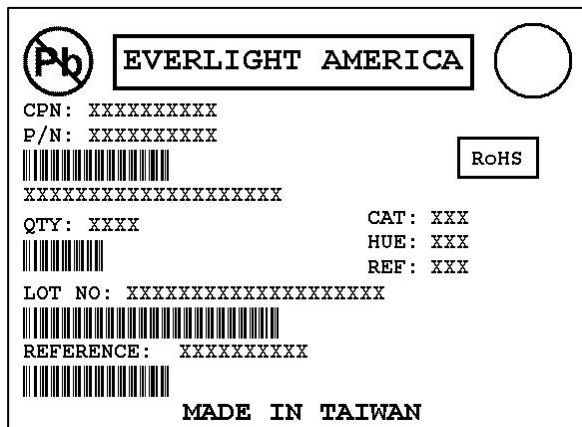 Pb
EVERLIGHT AMERICA
CPN: XXXXXXXXXX
P/N: XXXXXXXXXX
RoHS
XXXXXXXXXXXXXXXXXXXX
QTY: XXXX
CAT: XXX
HUE: XXX
REF: XXX
LOT NO: XXXXXXXXXXXXXXXXXXXX
REFERENCE: XXXXXXXXXX
MADE IN TAIWAN